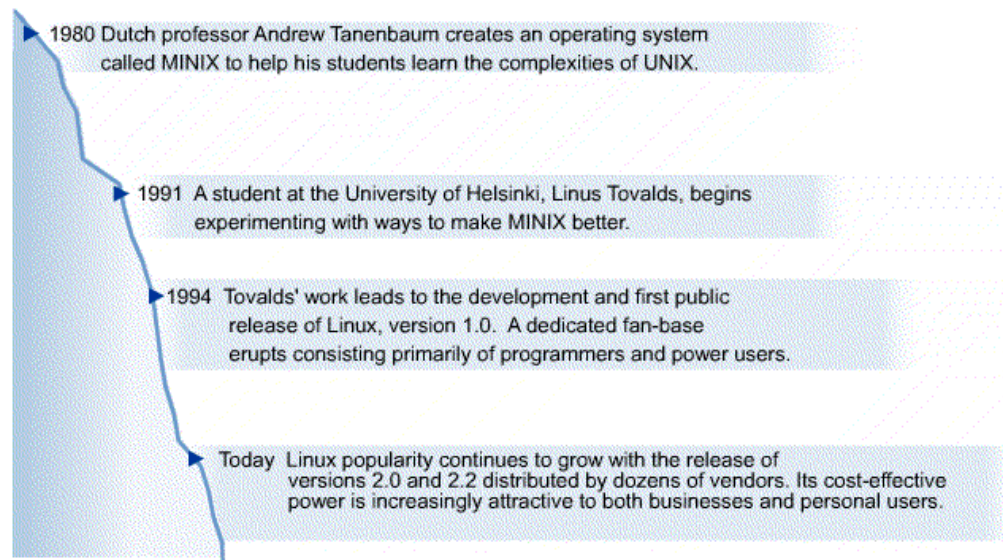 1980 Dutch professor Andrew Tanenbaum creates an operating system
called MINIX to help his students learn the complexities of UNIX.
1991 A student at the University of Helsinki, Linus Tovalds, begins
experimenting with ways to make MINIX better.
1994 Tovalds' work leads to the development and first public
release of Linux, version 1.0. A dedicated fan-base
erupts consisting primarily of programmers and power users.
Today Linux popularity continues to grow with the release of
versions 2.0 and 2.2 distributed by dozens of vendors. Its cost-effective
power is increasingly attractive to both businesses and personal users.